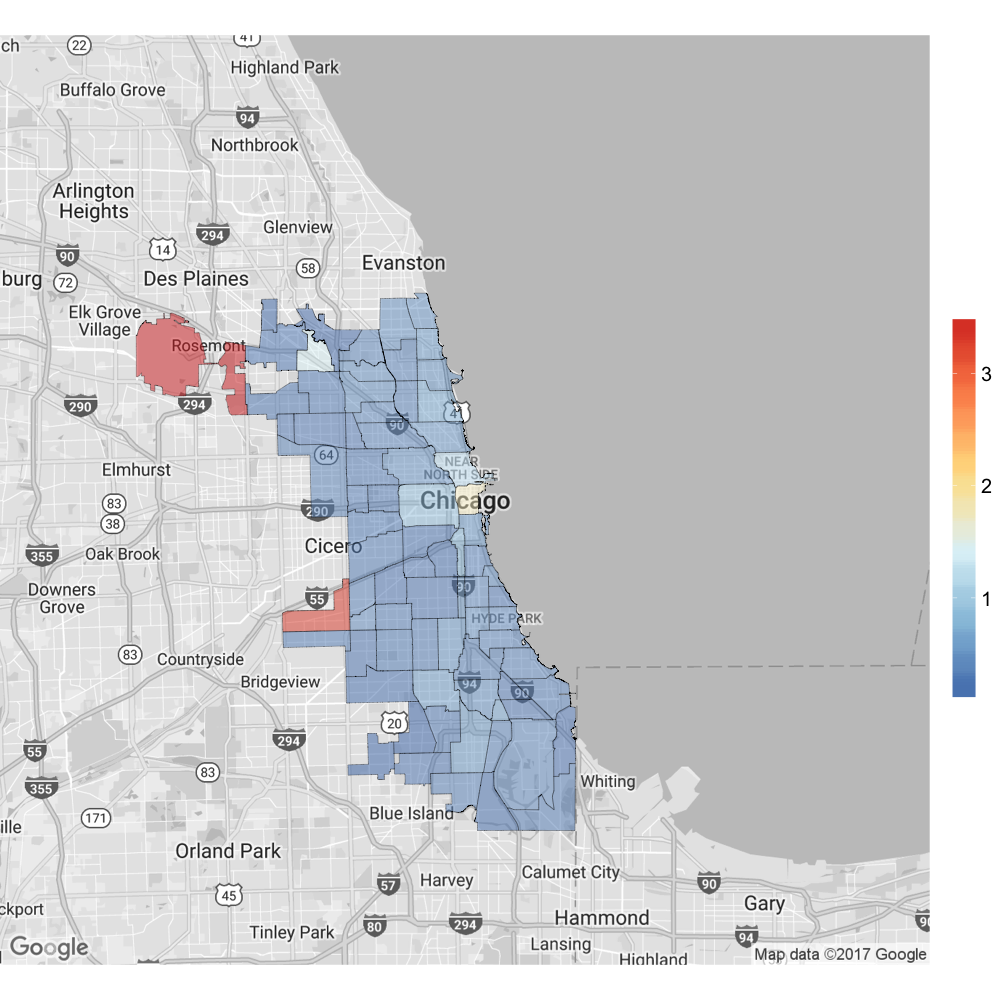 41
ch
22
Highland Park
Buffalo Grove
94
Northbrook
Arlington
Heights
Glenview
294
14
90
58
Evanston
burg
72
Des Plaines
Elk Grove
Village
Rosemont
290
294
41
90
Elmhurst
64
NEAR
NORTH SIDE
83
290
Chicago
38
Cicero
355
Oak Brook
Downers
Grove
55
90
HYDE PARK
83
Countryside
Bridgeview
94
90
20
294
55
83
355
Whiting
171
Blue Island
ille
Orland Park
Calumet City
57
Harvey
90
45
Gary
ckport
80
294
Hammond
90
Tinley Park
94
Lansing
Google
Highland
Map data ©2017 Google
3
2
1